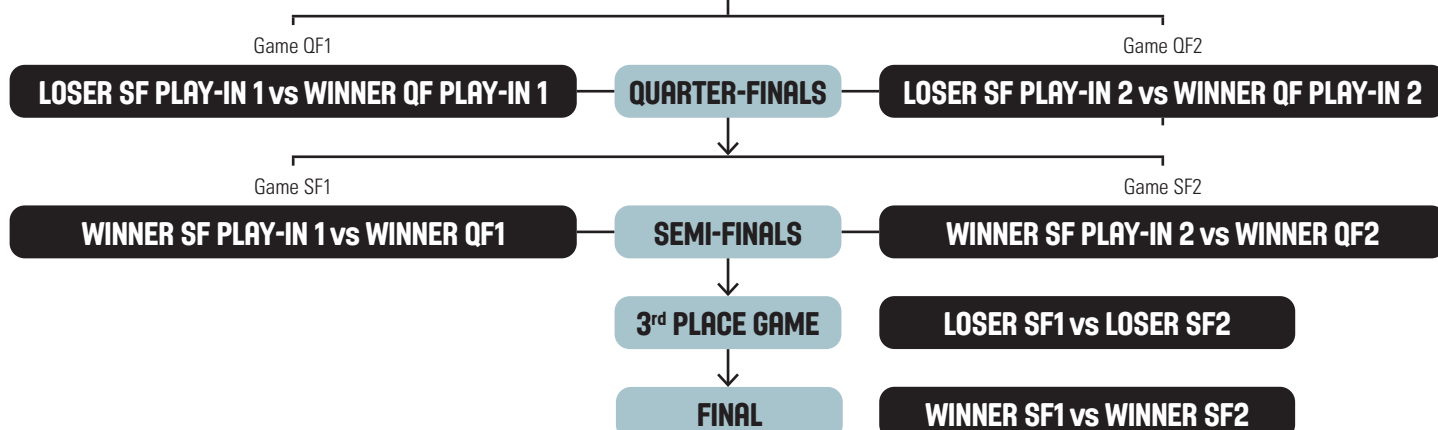 Game QF1
Game QF2
LOSER SF PLAY-IN 1 vs WINNER QF PLAY-IN 1
QUARTER-FINALS
LOSER SF PLAY-IN 2 vs WINNER QF PLAY-IN 2
Game SF1
Game SF2
WINNER SF PLAY-IN 1 vs WINNER QF1
SEMI-FINALS
WINNER SF PLAY-IN 2 vs WINNER QF2
3rd PLACE GAME
LOSER SF1 vs LOSER SF2
FINAL
WINNER SF1 vs WINNER SF2